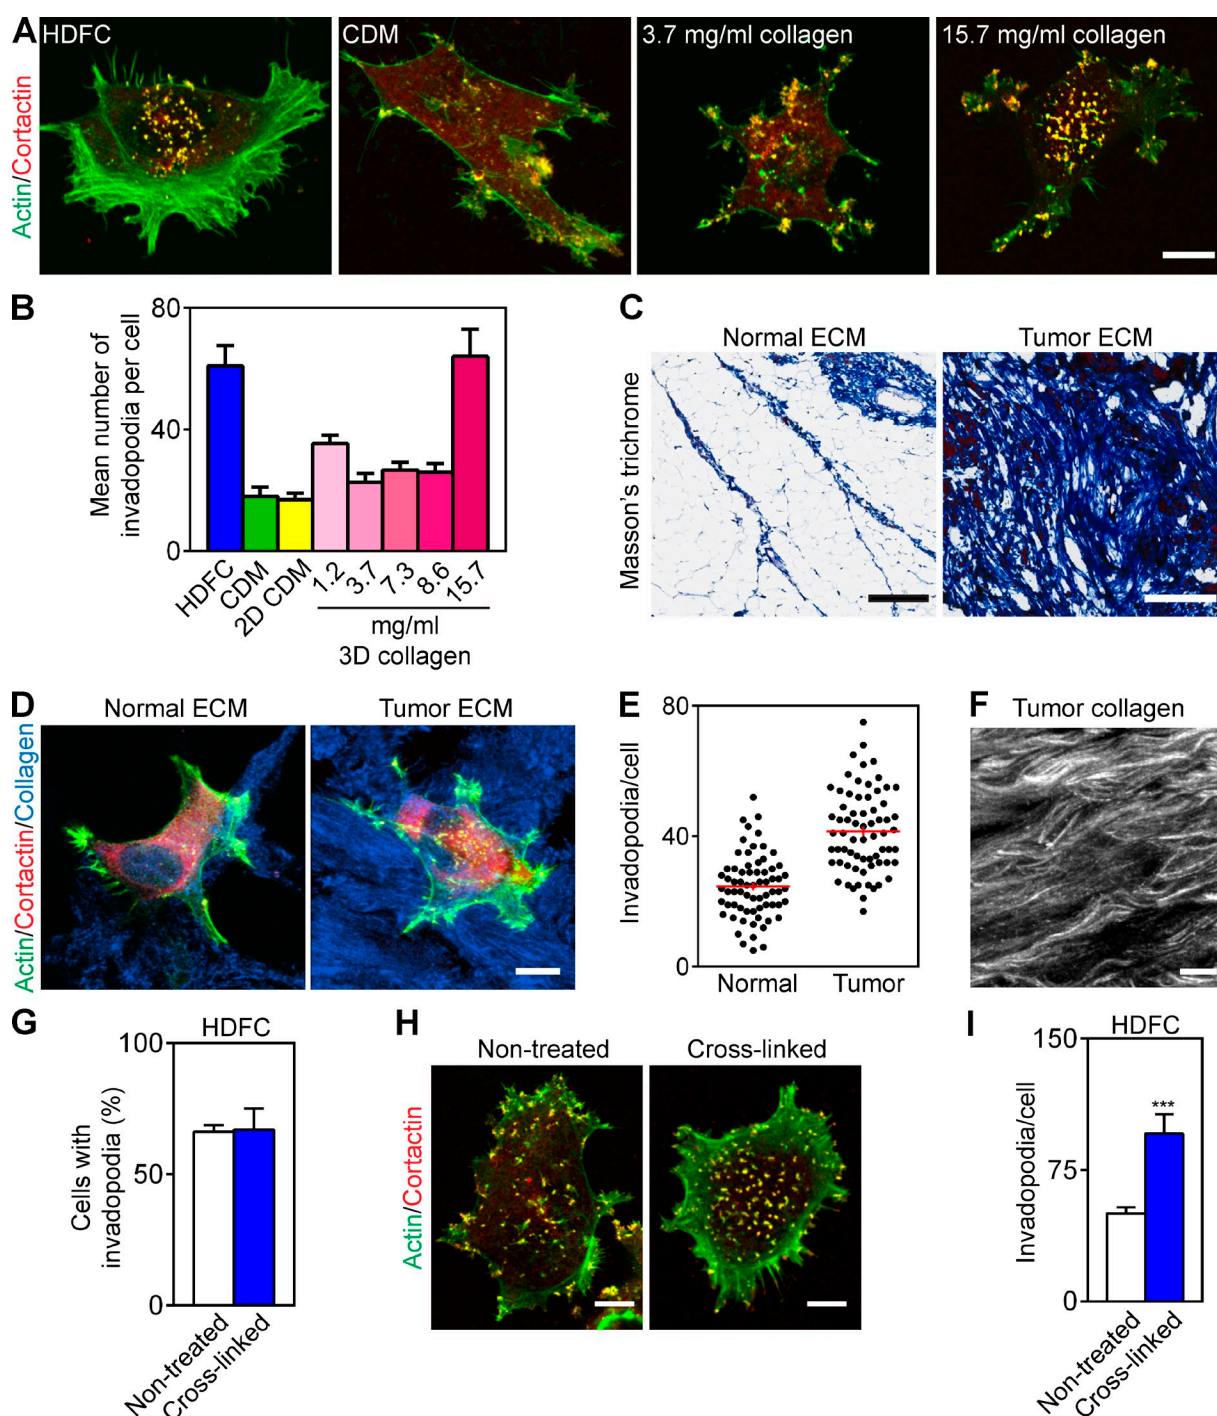 A
HDFC
CDM
3.7 mg/ml collagen
15.7 mg/ml collagen
Actin/Cortactin
B
Mean number of
invadopodia per cell
80
40
0
HDFC
CDM
2D CDM
1.2
3.7
7.3
8.6
15.7
mg/ml
3D collagen
C
Normal ECM
Tumor ECM
Masson's trichrome
D
Normal ECM
Tumor ECM
Actin/Cortactin/Collagen
E
Invadopodia/cell
80
40
0
Normal
Tumor
F
Tumor collagen
G
HDFC
Cells with
invadopodia (%)
100
50
0
Non-treated
Cross-linked
H
Non-treated
Cross-linked
Actin/Cortactin
I
HDFC
Invadopodia/cell
150
75
0
***
Non-treated
Cross-linked